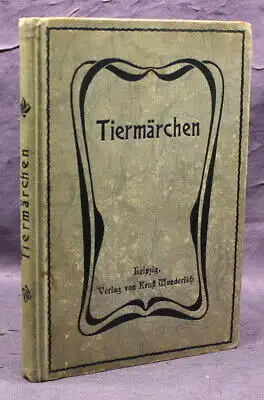 Tiermärchen
Leipzig.
Verlag von Ernst Wunderlich
Tiermärchen